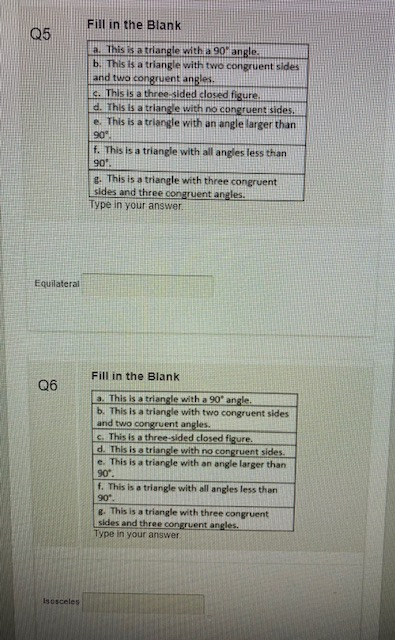 Q5
Fill in the Blank
a. This is a triangle with a 90° angle.
b. This is a triangle with two congruent sides
and two congruent angles.
c. This is a three-sided closed figure.
d. This is a triangle with no congruent sides.
e. This is a triangle with an angle larger than
90°.
f. This is a triangle with all angles less than
90°.
g. This is a triangle with three congruent
sides and three congruent angles.
Type in your answer.
Equilateral
Q6
Fill in the Blank
a. This is a triangle with a 90° angle.
b. This is a triangle with two congruent sides
and two congruent angles.
c. This is a three-sided closed figure.
d. This is a triangle with no congruent sides.
e. This is a triangle with an angle larger than
90°.
f. This is a triangle with all angles less than
90°.
g. This is a triangle with three congruent
sides and three congruent angles.
Type in your answer
Isosceles